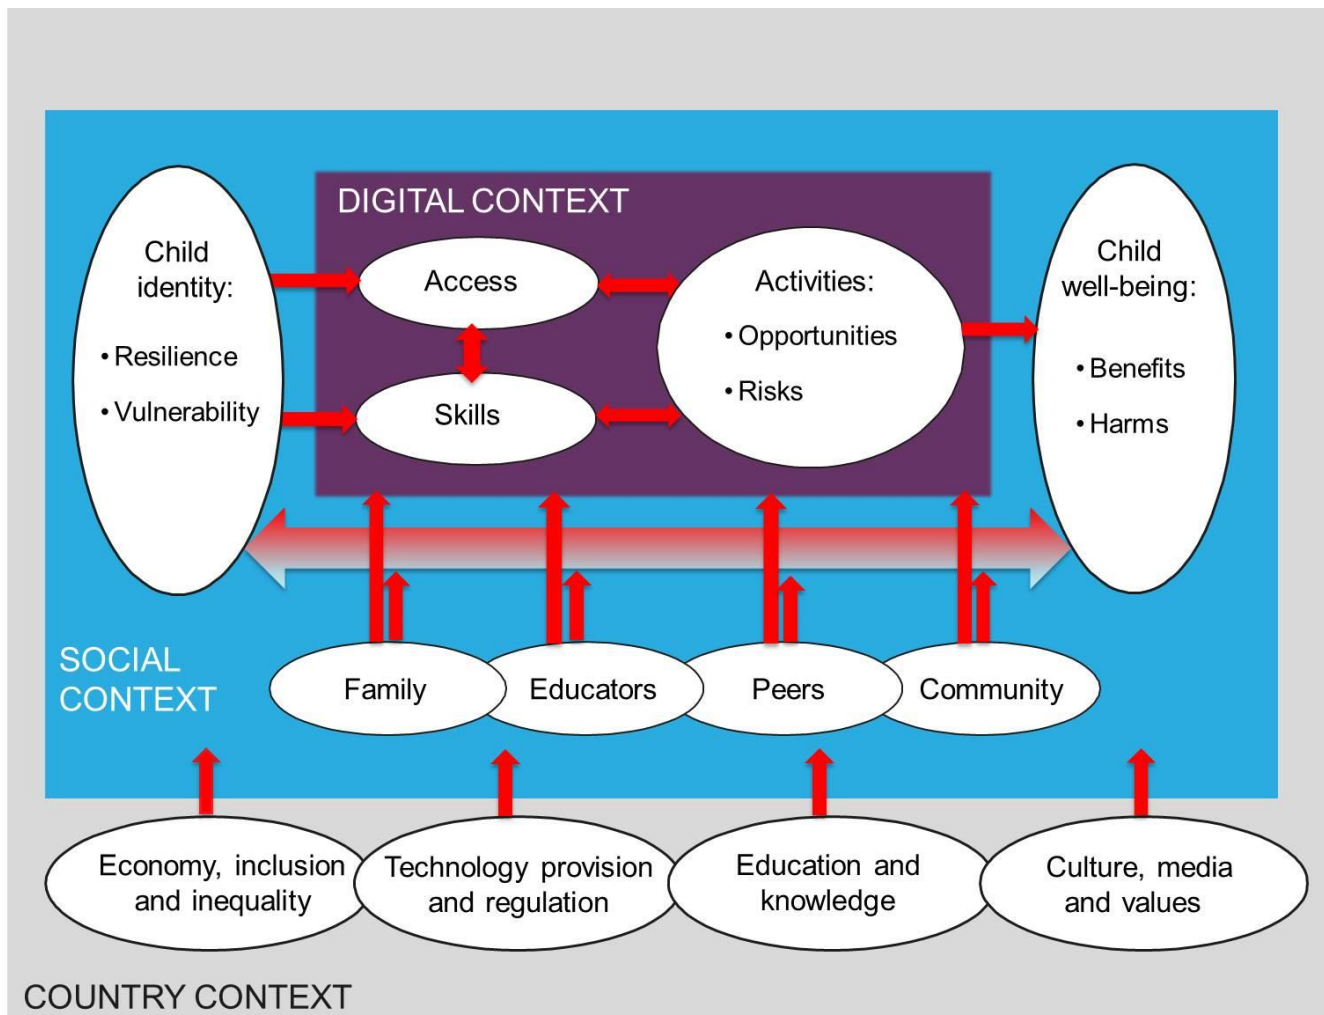 DIGITAL CONTEXT
Child
identity:
• Resilience
• Vulnerability
Access
Skills
Activities:
• Opportunities
• Risks
Child
well-being:
• Benefits
• Harms
SOCIAL
CONTEXT
Family
Educators
Peers
Community
Economy, inclusion
and inequality
Technology provision
and regulation
Education and
knowledge
Culture, media
and values
COUNTRY CONTEXT